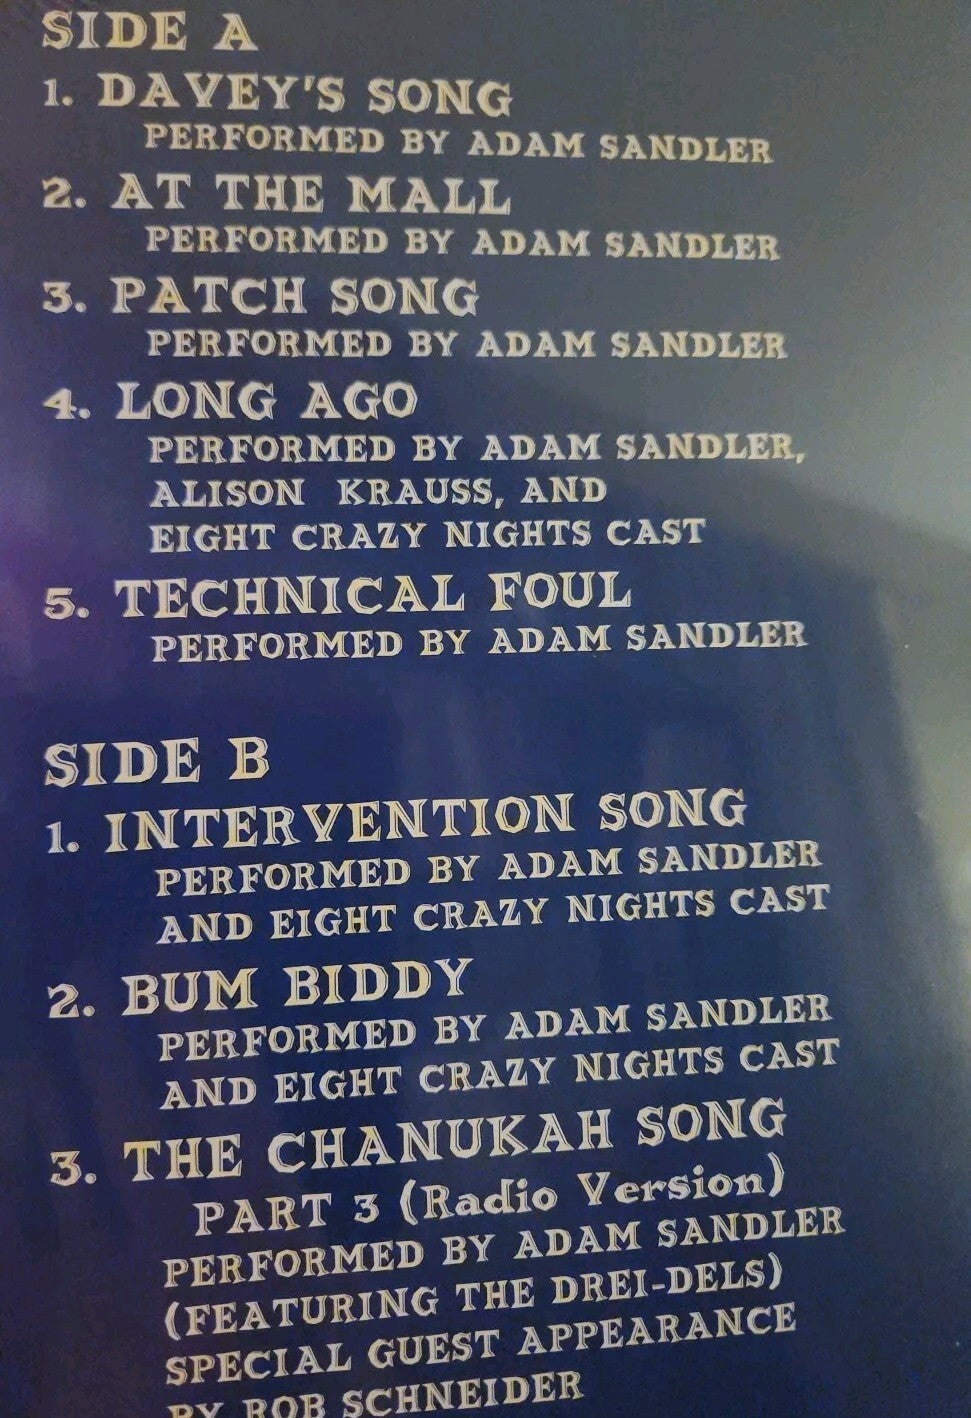 SIDE A
1. DAVEY'S SONG
PERFORMED BY ADAM SANDLER
2. AT THE MALL
PERFORMED BY ADAM SANDLER
3. PATCH SONG
PERFORMED BY ADAM SANDLER
4. LONG AGO
PERFORMED BY ADAM SANDLER,
ALISON KRAUSS, AND
EIGHT CRAZY NIGHTS CAST
5. TECHNICAL FOUL
PERFORMED BY ADAM SANDLER
SIDE B
1. INTERVENTION SONG
PERFORMED BY ADAM SANDLER
AND EIGHT CRAZY NIGHTS CAST
2. BUM BIDDY
PERFORMED BY ADAM SANDLER
AND EIGHT CRAZY NIGHTS CAST
3. THE CHANUKAH SONG
PART 3 (Radio Version)
PERFORMED BY ADAM SANDLER
(FEATURING THE DREI-DELS)
SPECIAL GUEST APPEARANCE
BY ROB SCHNEIDER